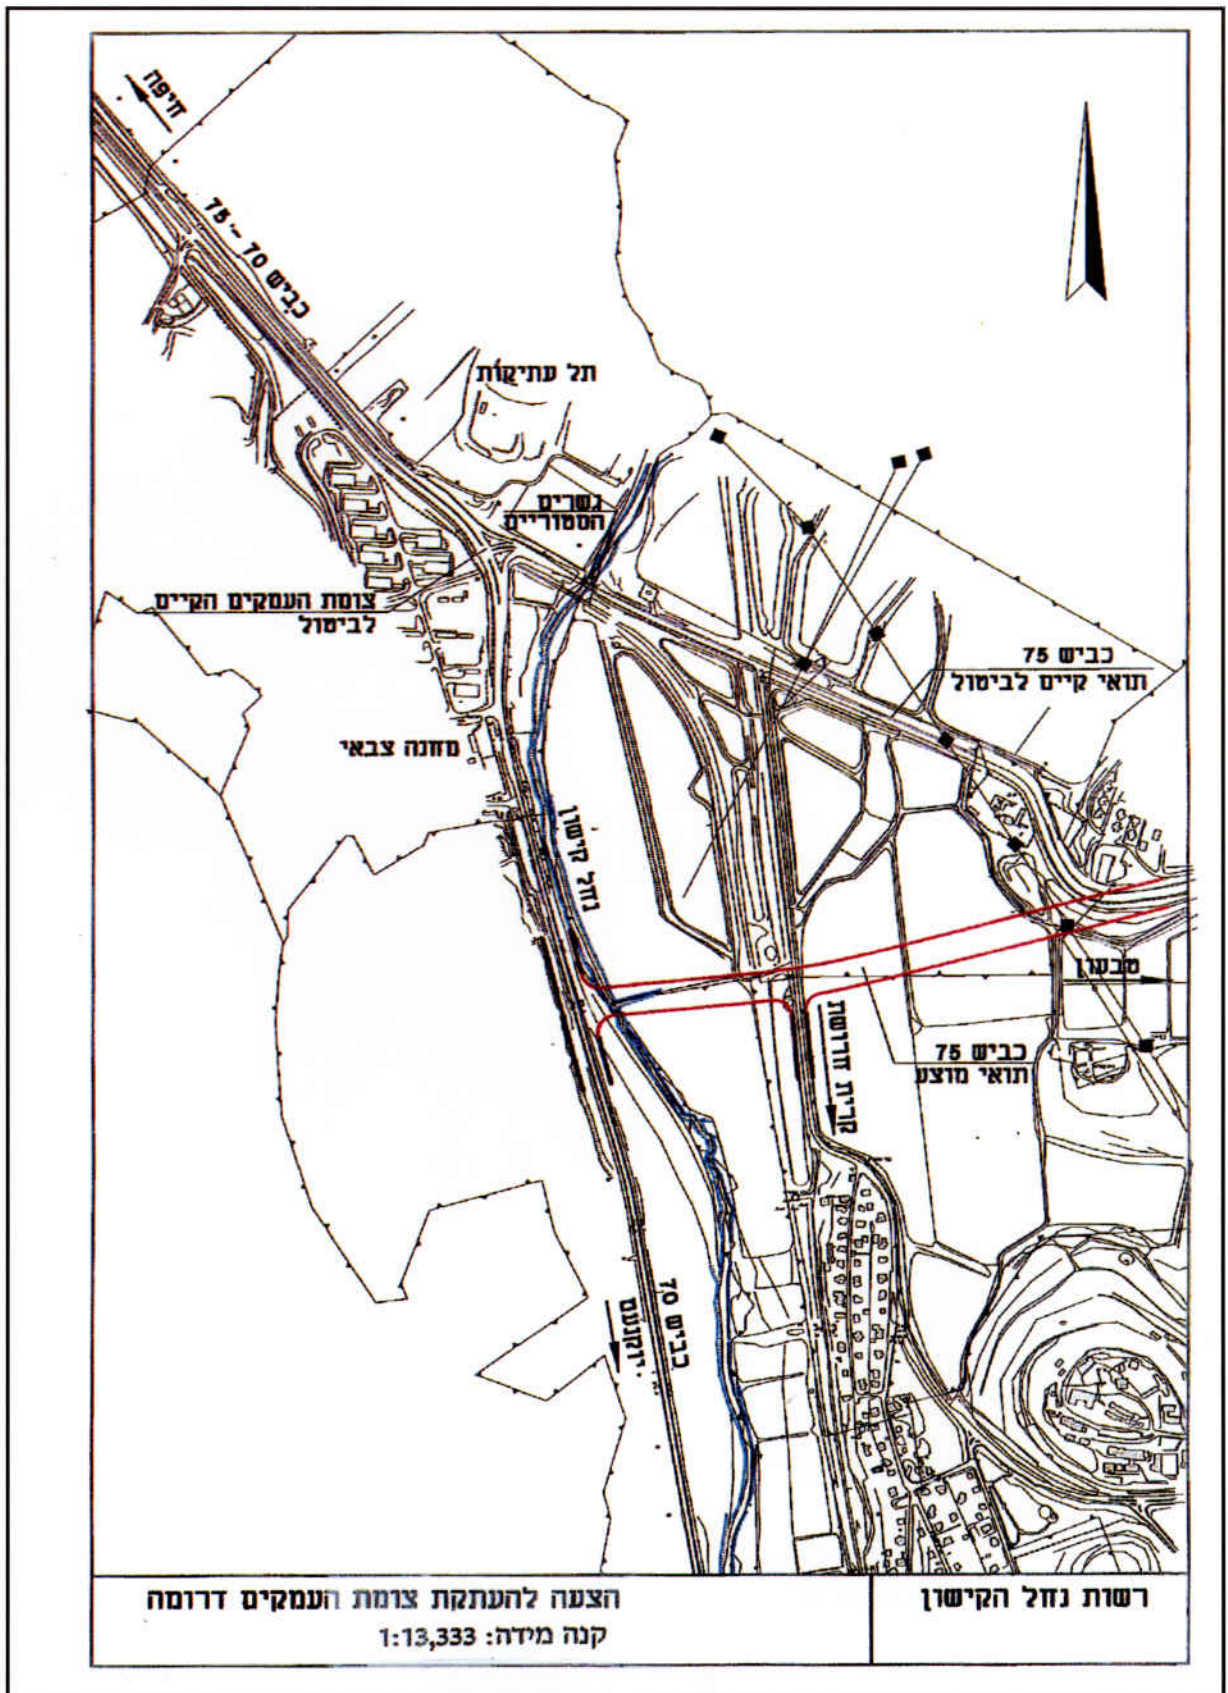 חיפה
כביש 70 – 75
תל עתיקות
גשרים
הסטוריים
צומת העמקים הקיים
לביטול
כביש 75
תואי קיים לביטול
מחנה צבאי
נחל קישון
טבעון
קרית חרושת
כביש 75
תואי מוצע
כביש 70
יוקנעם
הצעה להעתקת צומת העמקים דרומה
קנה מידה: 1:13,333
רשות נחל הקישון